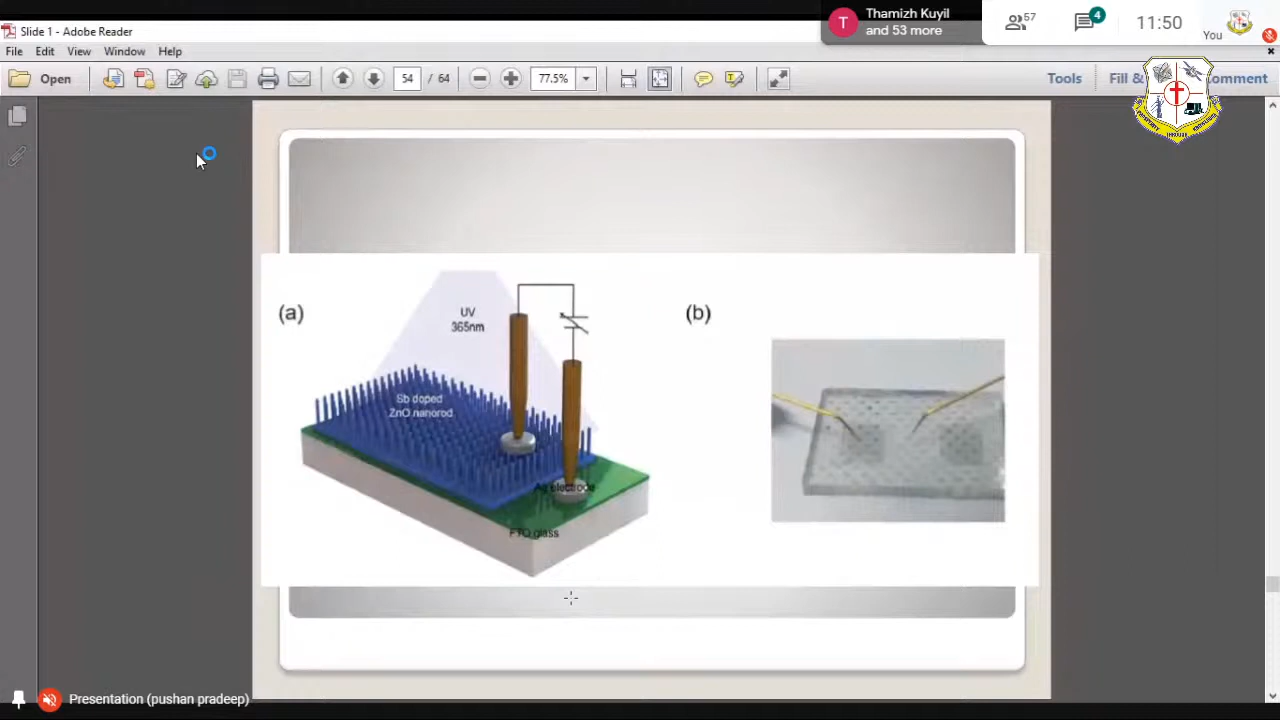 Thamizh Kuyil
and 53 more
T
57
4
11:50
You
Slide 1 - Adobe Reader
File Edit View Window Help
Open
54 / 64
77.5%
Tools
Fill &
Comment
(a)
UV
365nm
Sb doped
ZnO nanorod
Ag electrode
FTO glass
(b)
Presentation (pushan pradeep)